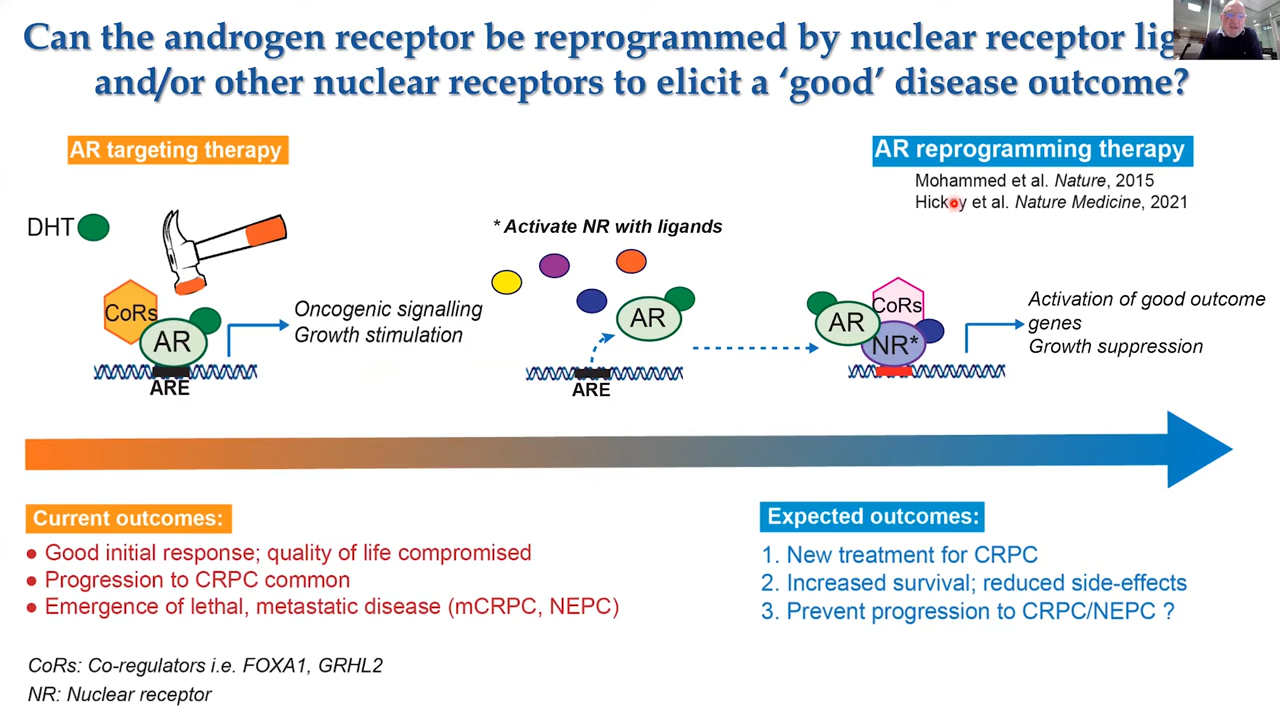 Can the androgen receptor be reprogrammed by nuclear receptor
and/or other nuclear receptors to elicit a ‘good’ disease outcome?
AR targeting therapy
AR reprogramming therapy
Mohammed et al. Nature, 2015
et al. Nature Medicine, 2021
DHT
* Activate NR with ligands
CoRs
AR
ARE
Oncogenic signalling
Growth stimulation
AR
ARE
AR
CoRs
NR*
Activation of good outcome
genes
Growth suppression
Current outcomes:
● Good initial response; quality of life compromised
● Progression to CRPC common
● Emergence of lethal, metastatic disease (mCRPC, NEPC)
Expected outcomes:
1. New treatment for CRPC
2. Increased survival; reduced side-effects
3. Prevent progression to CRPC/NEPC ?
CoRs: Co-regulators i.e. FOXA1, GRHL2
NR: Nuclear receptor